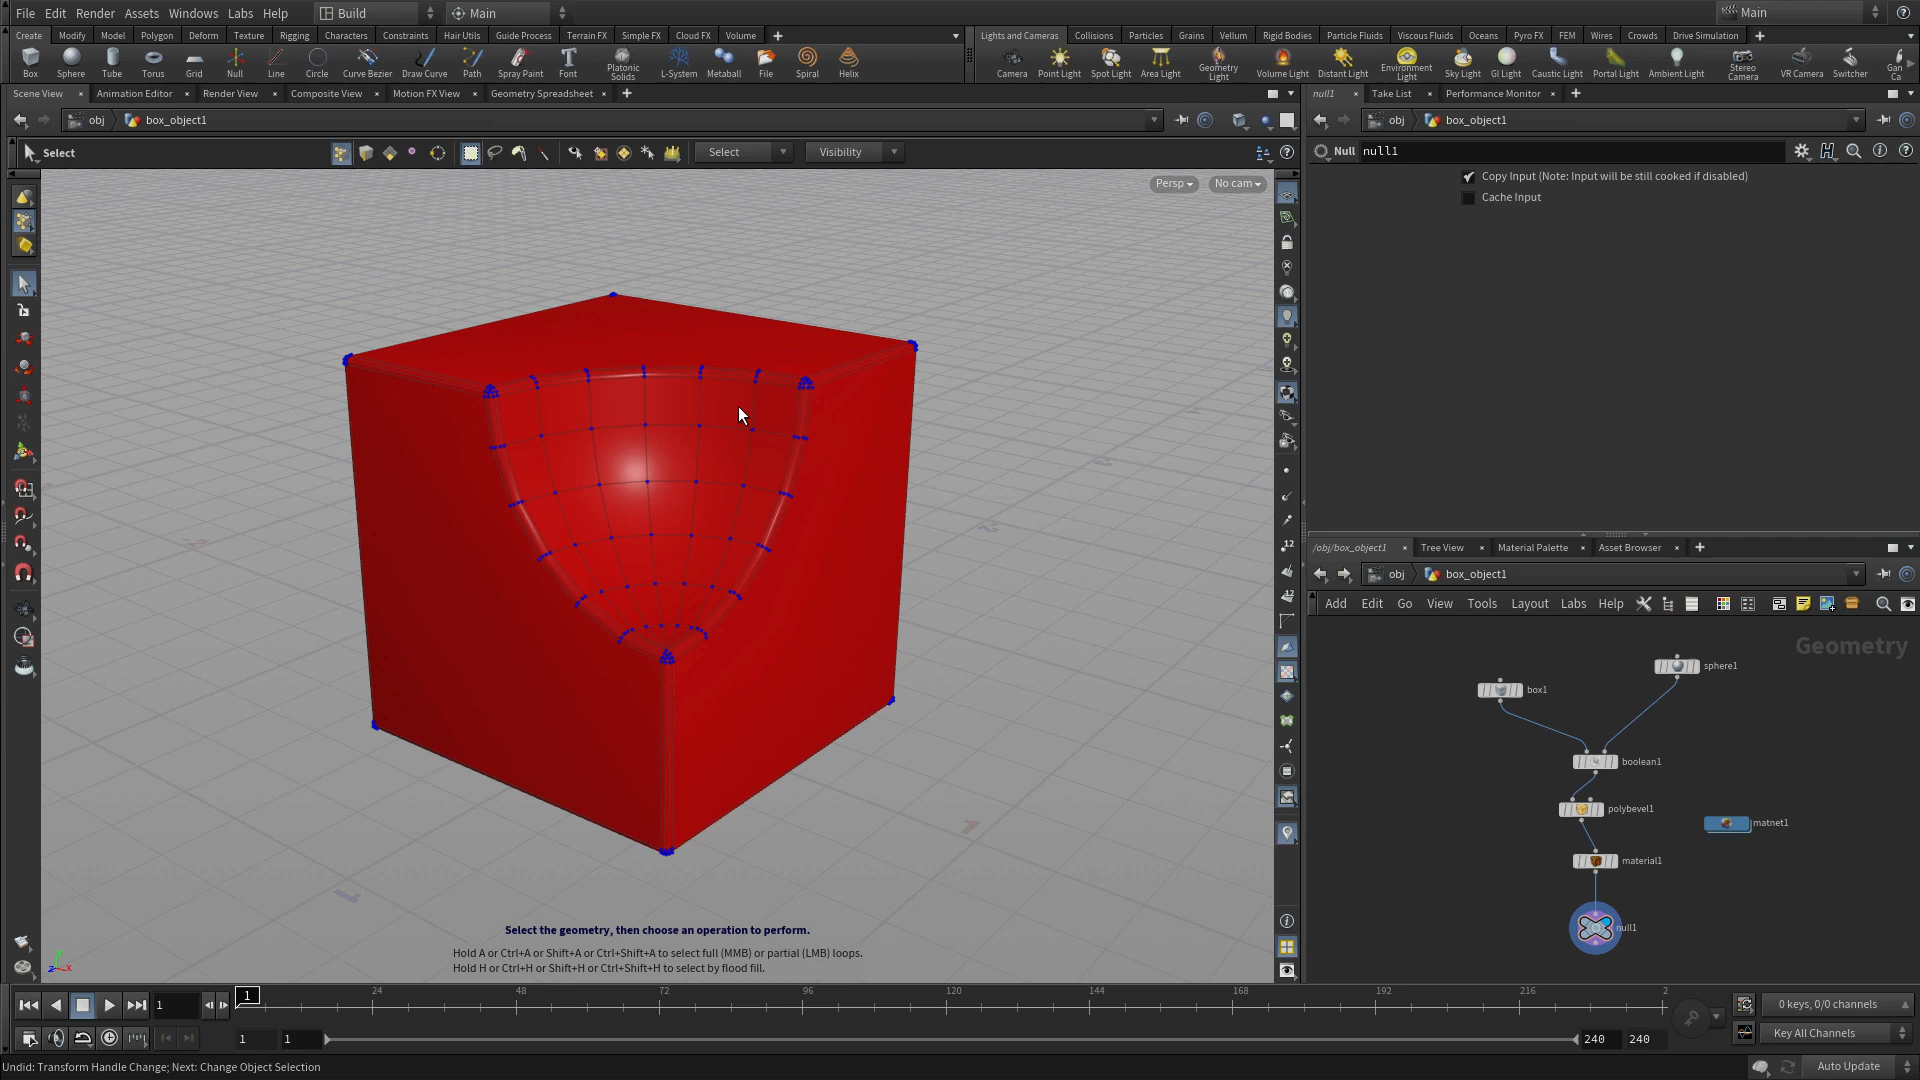 File Edit Render Assets Windows Labs Help Build Main Main
Create Modify Model Polygon Deform Texture Rigging Characters Constraints Hair Utils Guide Process Terrain FX Simple FX Cloud FX Volume
Lights and Cameras Collisions Particles Grains Vellum Rigid Bodies Particle Fluids Viscous Fluids Oceans Pyro FX FEM Wires Crowds Drive Simulation
Box Sphere Tube Torus Grid Null Line Circle Curve Bezier Draw Curve Path Spray Paint Font Platonic Solids L-System Metaball File Spiral Helix
Camera Point Light Spot Light Area Light Geometry Light Volume Light Distant Light Environment Light Sky Light GI Light Caustic Light Portal Light Ambient Light Stereo Camera VR Camera Switcher Gan Ca
Scene View Animation Editor Render View Composite View Motion FX View Geometry Spreadsheet
null1 Take List Performance Monitor
obj box_object1
obj box_object1
Select Select Visibility
Null null1
Persp No cam
Copy Input (Note: Input will be still cooked if disabled)
Cache Input
/obj/box_object1 Tree View Material Palette Asset Browser
obj box_object1
Add Edit Go View Tools Layout Labs Help
Geometry
sphere1
box1
boolean1
polybevel1
matnet1
material1
null1
12
12
1
1
Select the geometry, then choose an operation to perform.
Hold A or Ctrl+A or Shift+A or Ctrl+Shift+A to select full (MMB) or partial (LMB) loops.
Hold H or Ctrl+H or Shift+H or Ctrl+Shift+H to select by flood fill.
y
z x
1 1 24 48 72 96 120 144 168 192 216 2
0 keys, 0/0 channels
1 1 240 240 Key All Channels
Undid: Transform Handle Change; Next: Change Object Selection Auto Update